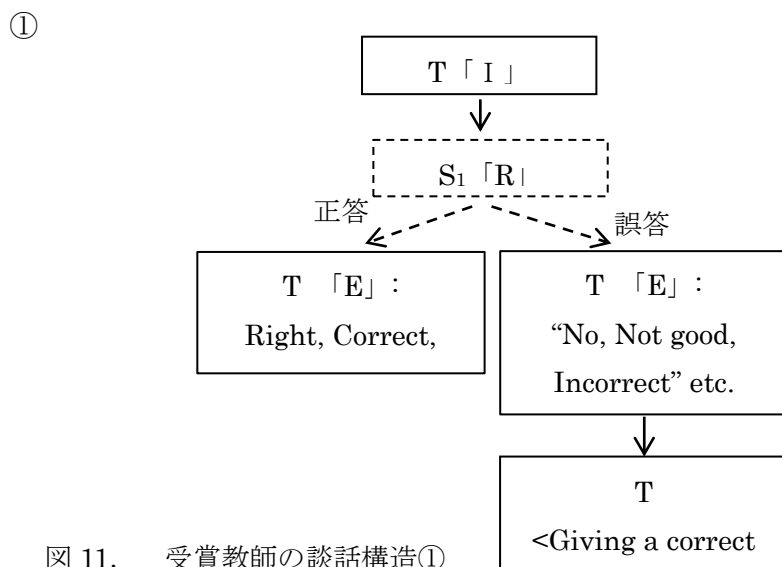 ①
T「I」
S₁「R」
正答
誤答
T 「E」:
Right, Correct,
T 「E」:
“No, Not good,
Incorrect” etc.
T
<Giving a correct
図 11. 受賞教師の談話構造①